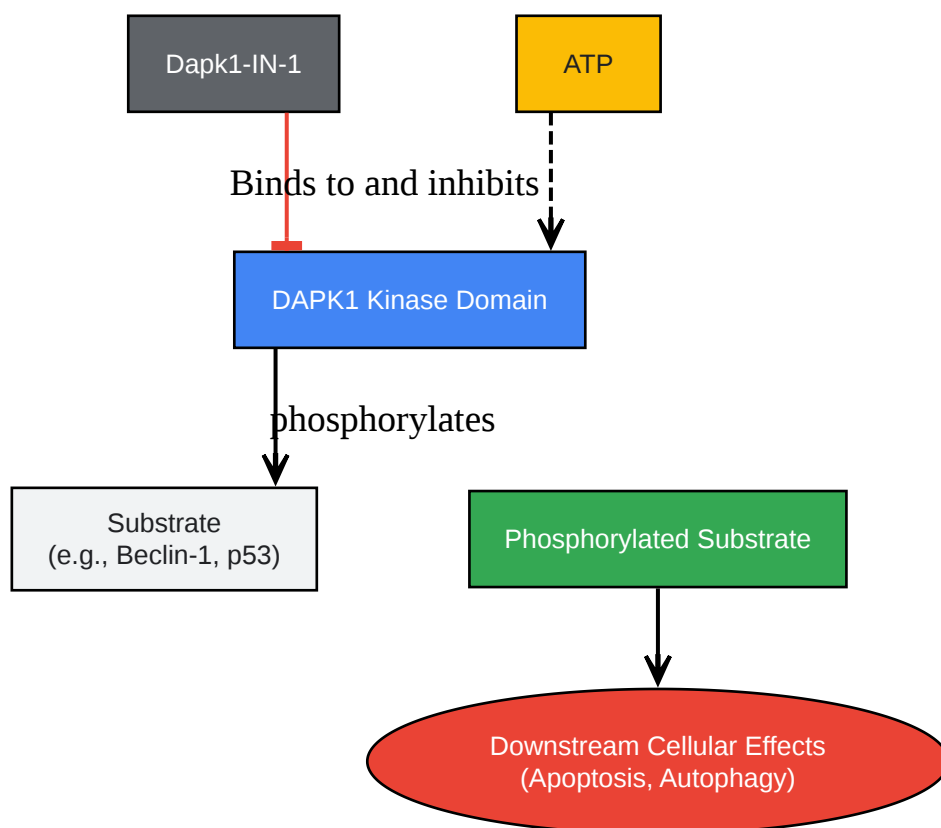 Dapk1-IN-1
ATP
Binds to and inhibits
DAPK1 Kinase Domain
phosphorylates
Substrate
(e.g., Beclin-1, p53)
Phosphorylated Substrate
Downstream Cellular Effects
(Apoptosis, Autophagy)